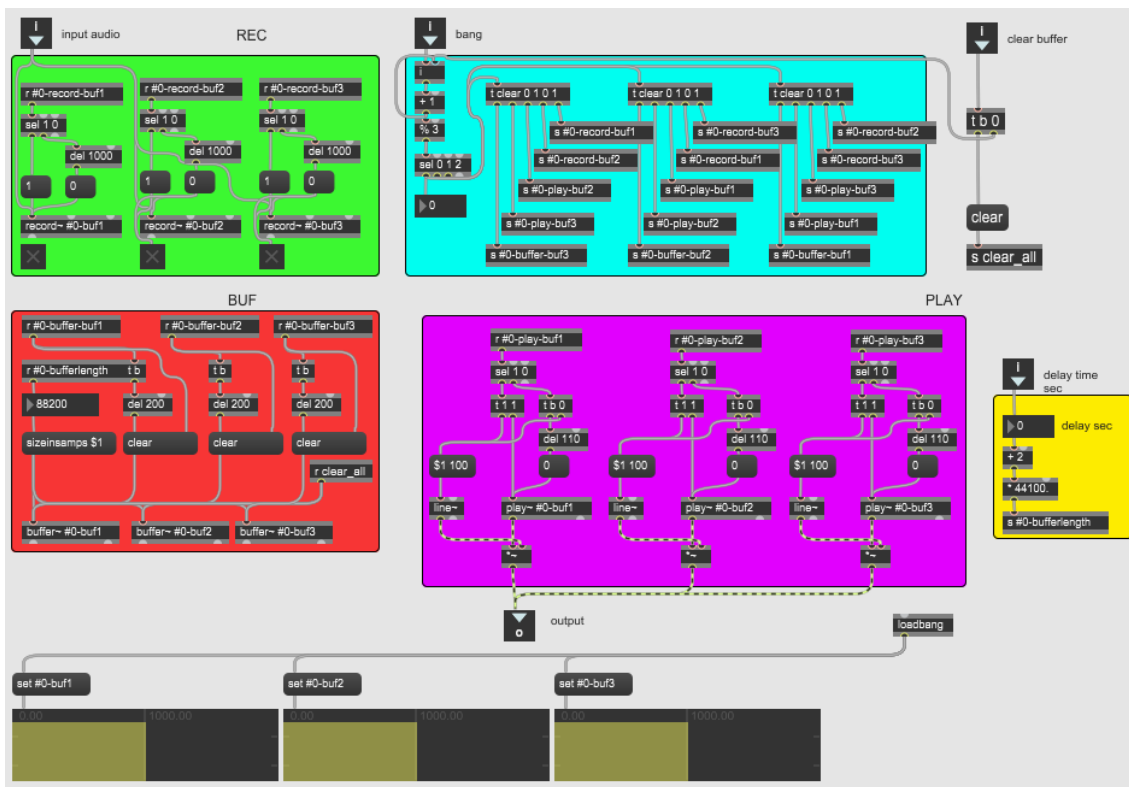 i
input audio
REC
i
bang
i
clear buffer
r #0-record-buf1
r #0-record-buf2
r #0-record-buf3
sel 1 0
sel 1 0
sel 1 0
del 1000
del 1000
del 1000
1
0
1
0
1
0
record~ #0-buf1
record~ #0-buf2
record~ #0-buf3
i
+ 1
% 3
sel 0 1 2
0
t clear 0 1 0 1
t clear 0 1 0 1
t clear 0 1 0 1
s #0-record-buf1
s #0-record-buf3
s #0-record-buf2
s #0-record-buf2
s #0-record-buf1
s #0-record-buf3
s #0-play-buf2
s #0-play-buf1
s #0-play-buf3
s #0-play-buf3
s #0-play-buf2
s #0-play-buf1
s #0-buffer-buf3
s #0-buffer-buf2
s #0-buffer-buf1
t b 0
clear
s clear_all
BUF
r #0-buffer-buf1
r #0-buffer-buf2
r #0-buffer-buf3
r #0-bufferlength
t b
t b
t b
88200
del 200
del 200
del 200
sizeinsamps $1
clear
clear
clear
r clear_all
buffer~ #0-buf1
buffer~ #0-buf2
buffer~ #0-buf3
PLAY
r #0-play-buf1
r #0-play-buf2
r #0-play-buf3
sel 1 0
sel 1 0
sel 1 0
t 1 1
t b 0
t 1 1
t b 0
t 1 1
t b 0
del 110
del 110
del 110
$1 100
0
$1 100
0
$1 100
0
line~
play~ #0-buf1
line~
play~ #0-buf2
line~
play~ #0-buf3
*~
*~
*~
o
output
i
delay time
sec
0
delay sec
+ 2
* 44100.
s #0-bufferlength
loadbang
set #0-buf1
set #0-buf2
set #0-buf3
0.00
1000.00
0.00
1000.00
0.00
1000.00